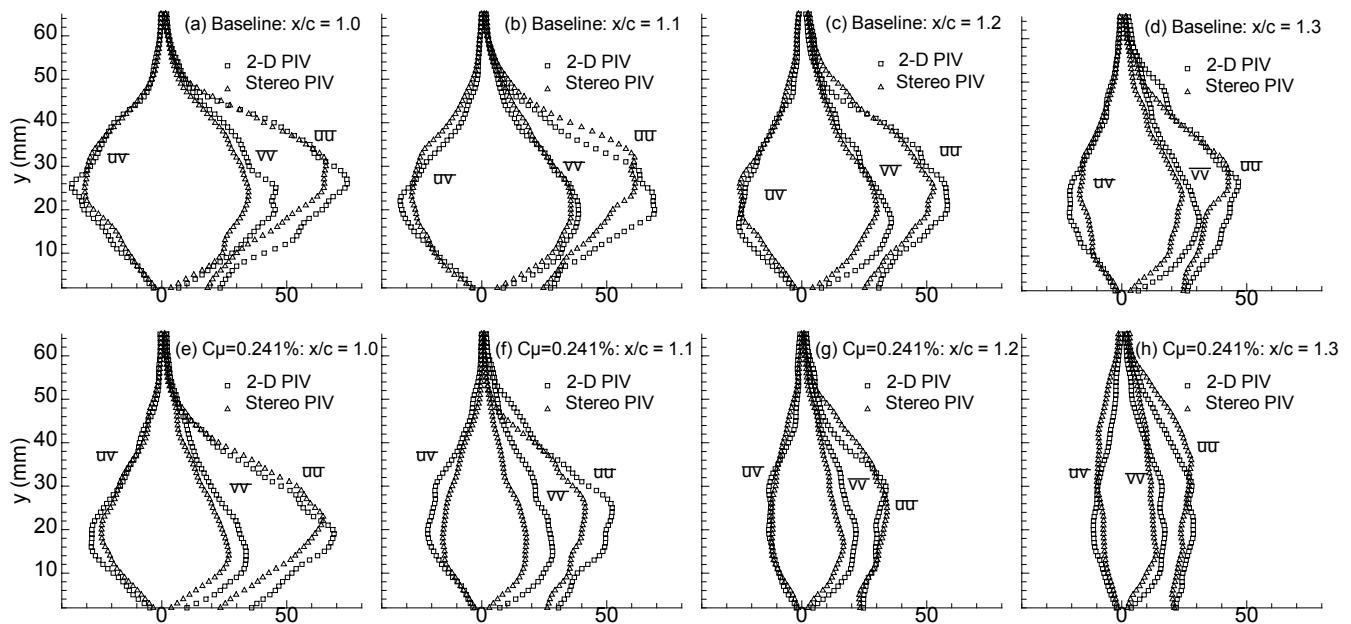 (a) Baseline: x/c = 1.0
2-D PIV
Stereo PIV
uu
vv
uv
y (mm)
60
50
40
30
20
10
0
50
(b) Baseline: x/c = 1.1
2-D PIV
Stereo PIV
uu
vv
uv
0
50
(c) Baseline: x/c = 1.2
2-D PIV
Stereo PIV
uu
vv
uv
0
50
(d) Baseline: x/c = 1.3
2-D PIV
Stereo PIV
uu
vv
uv
0
50
(e) Cμ=0.241%: x/c = 1.0
2-D PIV
Stereo PIV
uv
uu
vv
y (mm)
60
50
40
30
20
10
0
50
(f) Cμ=0.241%: x/c = 1.1
2-D PIV
Stereo PIV
uv
uu
vv
0
50
(g) Cμ=0.241%: x/c = 1.2
2-D PIV
Stereo PIV
uv
vv
uu
0
50
(h) Cμ=0.241%: x/c = 1.3
2-D PIV
Stereo PIV
uu
uv
vv
0
50